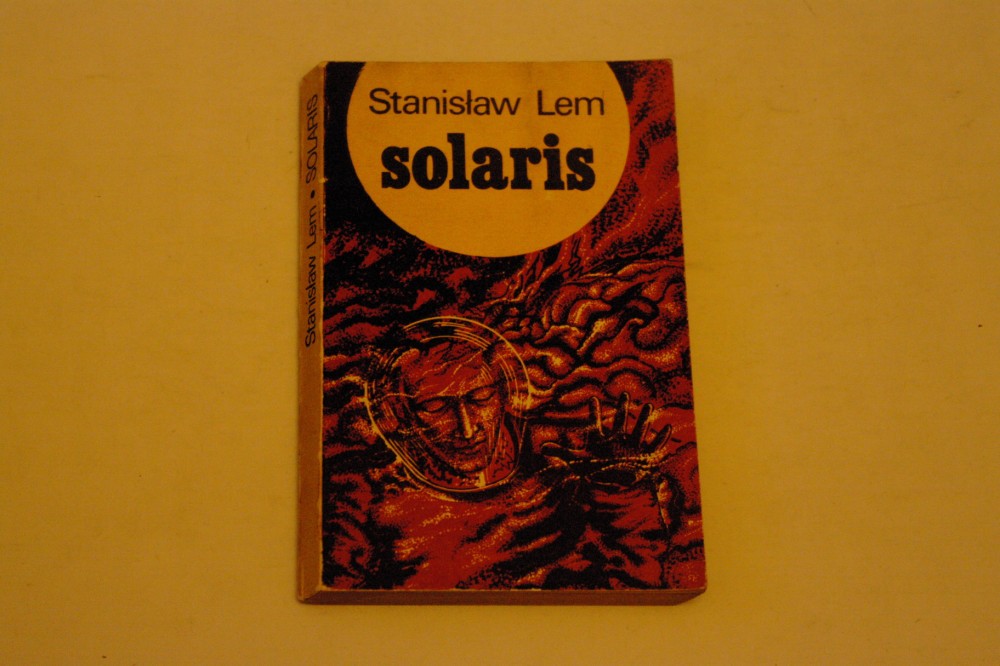 Stanisław Lem
solaris
Stanisław Lem • SOLARIS